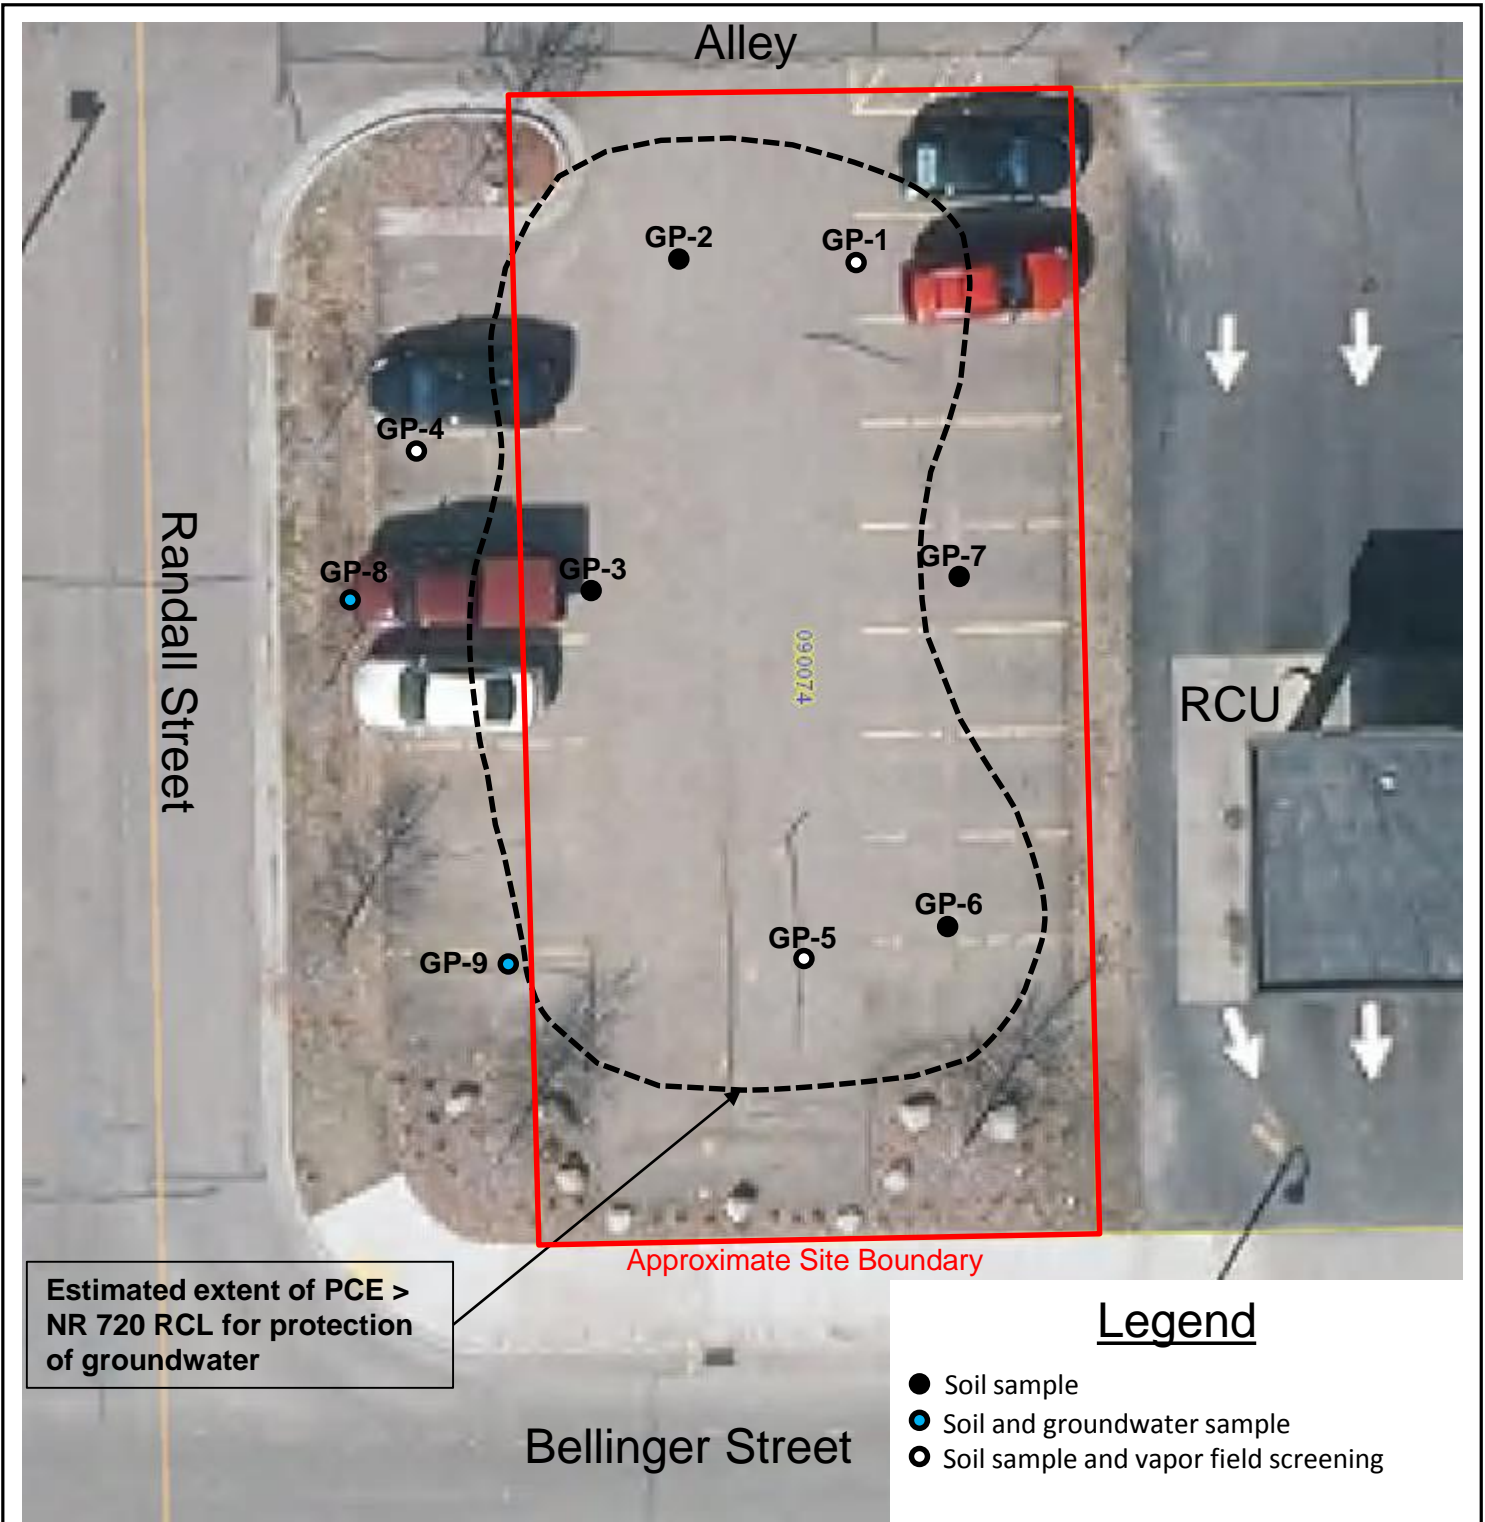 Alley
GP-2
GP-1
GP-4
Randall Street
GP-8
GP-3
GP-7
090074
RCU
GP-6
GP-5
GP-9
Approximate Site Boundary
Estimated extent of PCE >
NR 720 RCL for protection
of groundwater
Bellinger Street
Legend
Soil sample
Soil and groundwater sample
Soil sample and vapor field screening